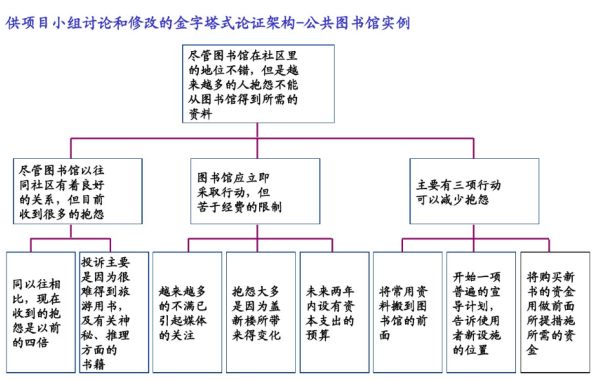 供项目小组讨论和修改的金字塔式论证架构-公共图书馆实例
尽管图书馆在社区里
的地位不错，但是越
来越多的人抱怨不能
从图书馆得到所需的
资料
尽管图书馆以往
同社区有着良好
的关系，但目前
收到很多的抱怨
图书馆应立即
采取行动，但
苦于经费的限制
主要有三项行动
可以减少抱怨
同以往相
比，现在
收到的抱
怨是以前
的四倍
投诉主要
是因为很
难得到旅
游用书，
及有关神
秘、推理
方面的
书籍
越来越多
的不满已
引起媒体
的关注
抱怨大多
是因为盖
新楼所带
来得变化
未来两年
内设有资
本支出的
预算
将常用资
料搬到图
书馆的前
面
开始一项
普遍的宣
导计划，
告诉使用
者新设施
的位置
将购买新
书的资金
用做前面
所提措施
所需的资
金